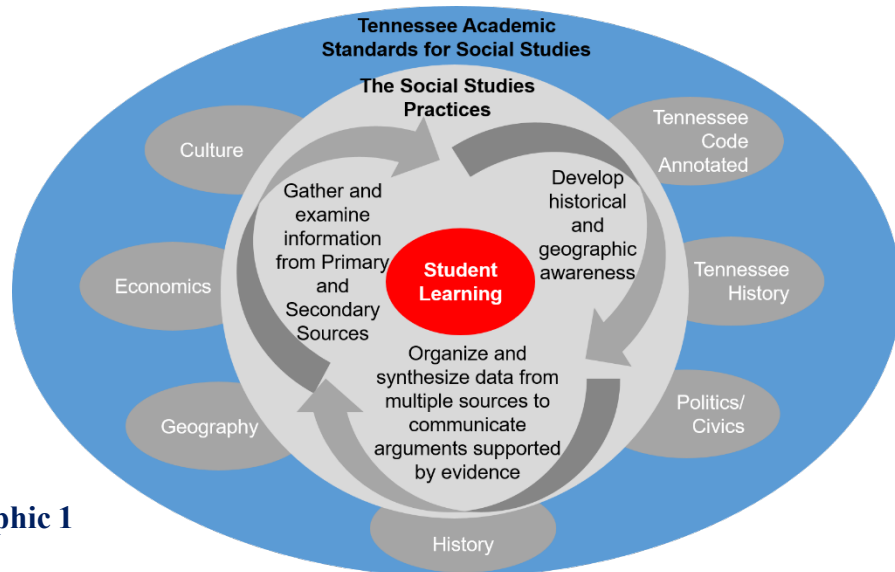 Tennessee Academic
Standards for Social Studies
The Social Studies
Practices
Culture
Tennessee
Code
Annotated
Gather and
examine
information
from Primary
and
Secondary
Sources
Develop
historical
and
geographic
awareness
Student
Learning
Economics
Tennessee
History
Organize and
synthesize data from
multiple sources to
communicate
arguments supported
by evidence
Geography
Politics/
Civics
History
phic 1